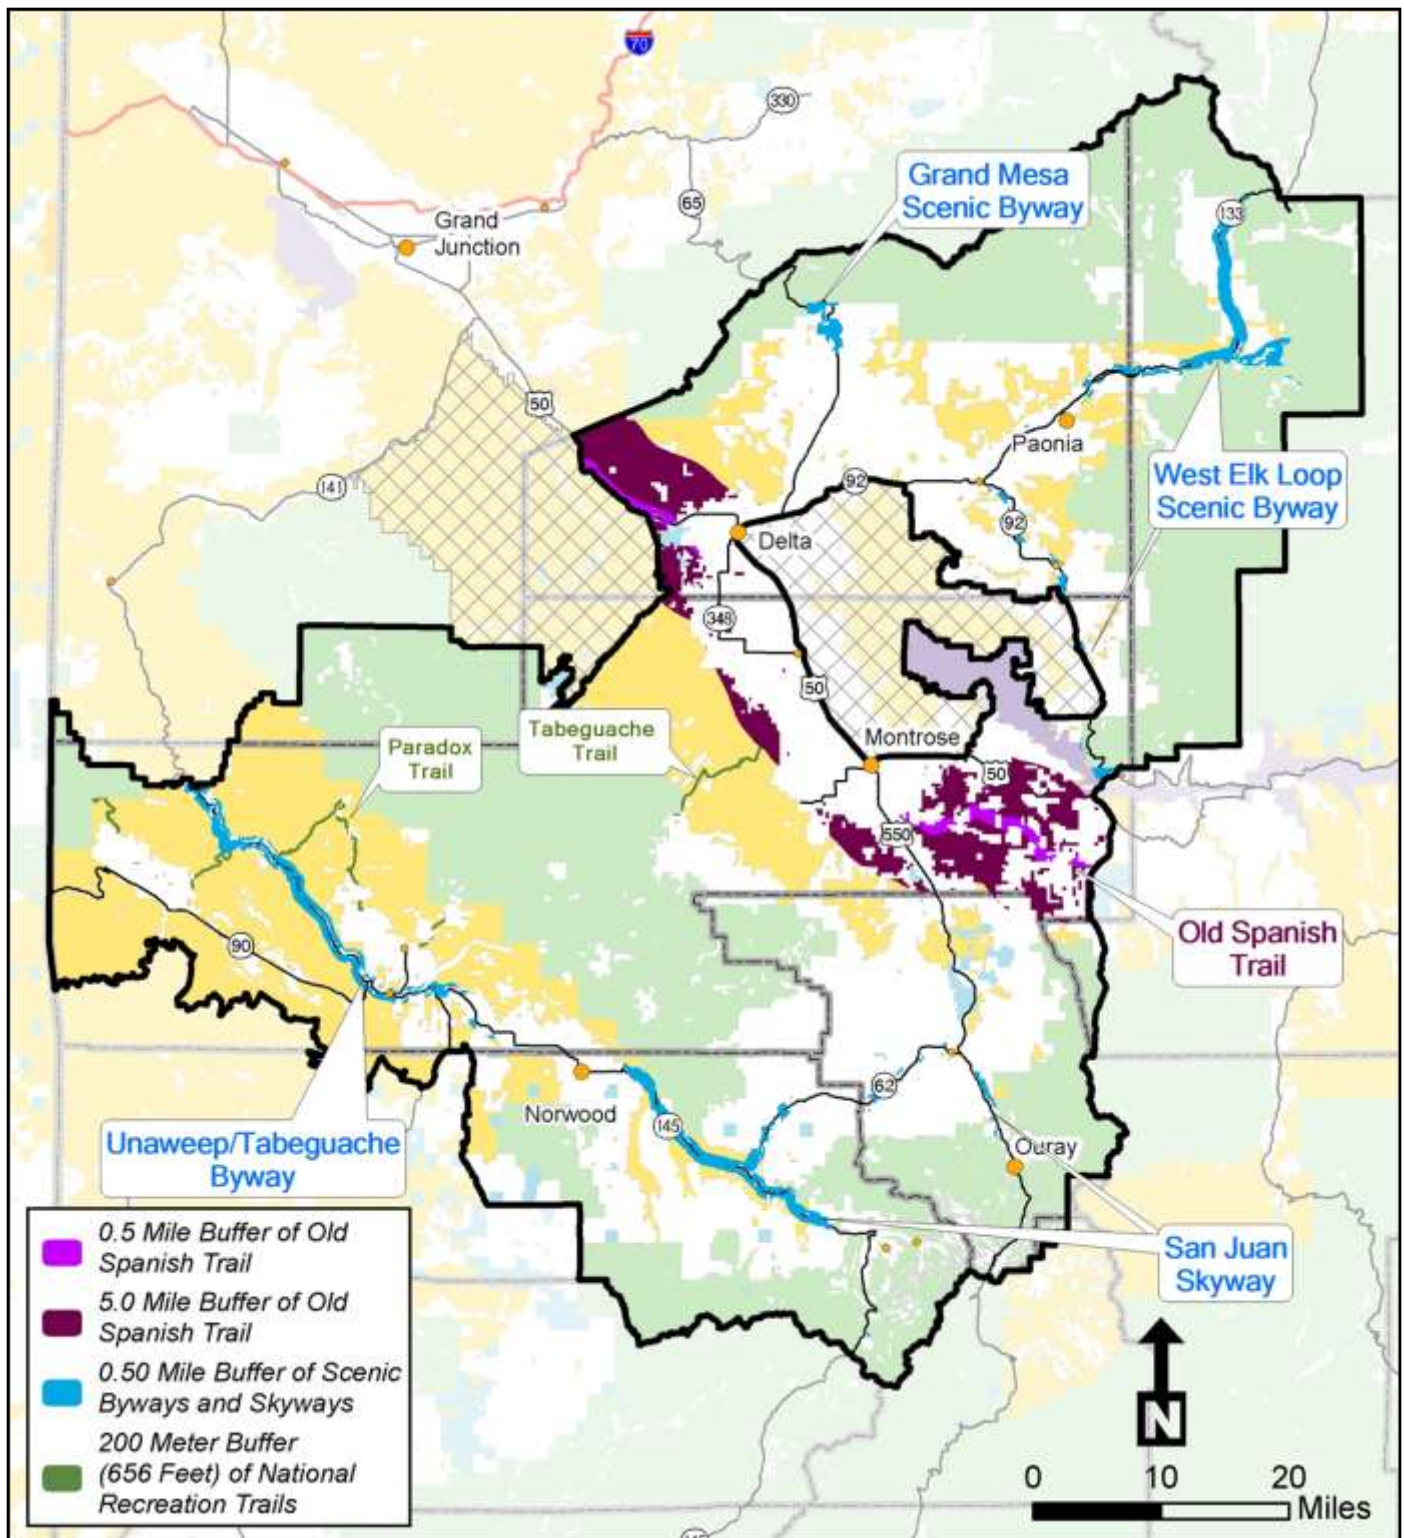 70
330
Grand Mesa
Scenic Byway
65
133
Grand
Junction
50
Paonia
141
92
West Elk Loop
Scenic Byway
92
Delta
348
50
Tabeguache
Trail
Montrose
Paradox
Trail
50
550
Old Spanish
Trail
90
62
Norwood
145
Unaweep/Tabeguache
Byway
Ouray
San Juan
Skyway
0.5 Mile Buffer of Old
Spanish Trail
5.0 Mile Buffer of Old
Spanish Trail
0.50 Mile Buffer of Scenic
Byways and Skyways
200 Meter Buffer
(656 Feet) of National
Recreation Trails
N
0 10 20
Miles